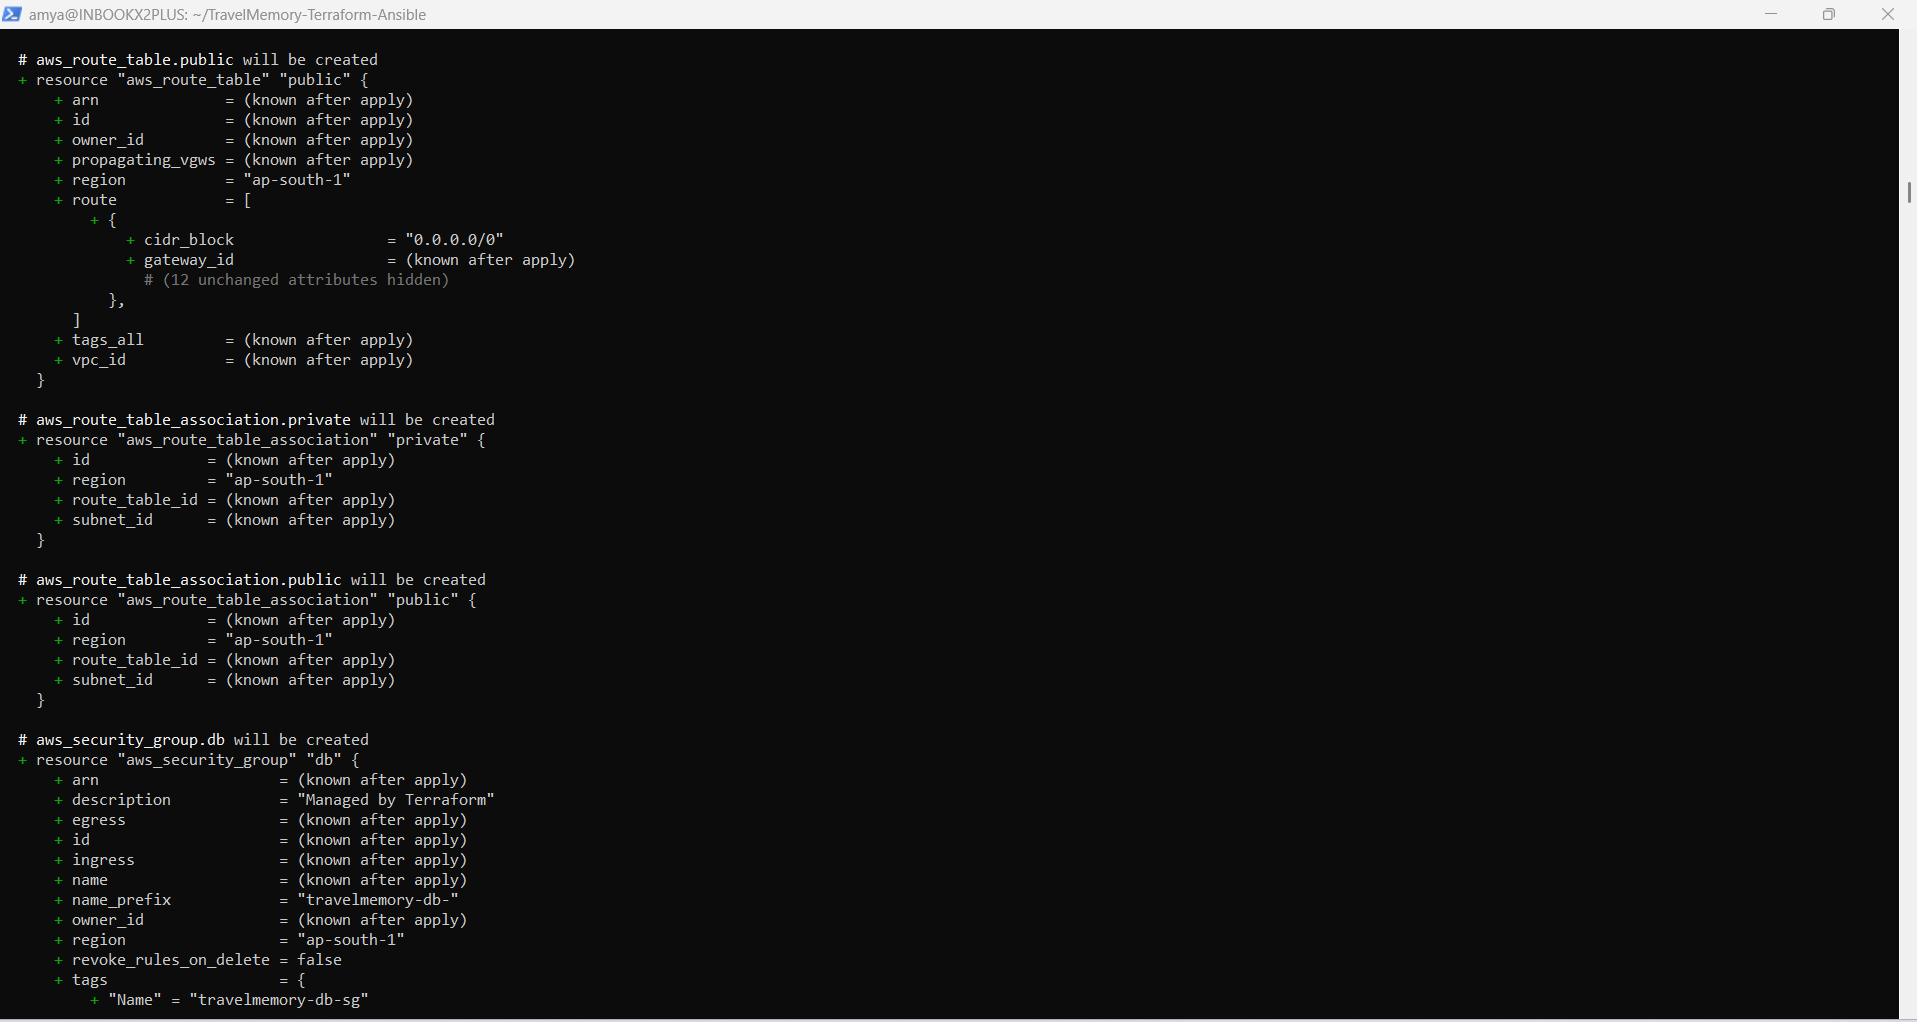 amya@INBOOKX2PLUS: ~/TravelMemory-Terraform-Ansible
# aws_route_table.public will be created
+ resource "aws_route_table" "public" {
    + arn              = (known after apply)
    + id               = (known after apply)
    + owner_id         = (known after apply)
    + propagating_vgws = (known after apply)
    + region           = "ap-south-1"
    + route            = [
        + {
            + cidr_block                 = "0.0.0.0/0"
            + gateway_id                 = (known after apply)
              # (12 unchanged attributes hidden)
          },
      ]
    + tags_all         = (known after apply)
    + vpc_id           = (known after apply)
  }
# aws_route_table_association.private will be created
+ resource "aws_route_table_association" "private" {
    + id             = (known after apply)
    + region         = "ap-south-1"
    + route_table_id = (known after apply)
    + subnet_id      = (known after apply)
  }
# aws_route_table_association.public will be created
+ resource "aws_route_table_association" "public" {
    + id             = (known after apply)
    + region         = "ap-south-1"
    + route_table_id = (known after apply)
    + subnet_id      = (known after apply)
  }
# aws_security_group.db will be created
+ resource "aws_security_group" "db" {
    + arn                    = (known after apply)
    + description            = "Managed by Terraform"
    + egress                 = (known after apply)
    + id                     = (known after apply)
    + ingress                = (known after apply)
    + name                   = (known after apply)
    + name_prefix            = "travelmemory-db-"
    + owner_id               = (known after apply)
    + region                 = "ap-south-1"
    + revoke_rules_on_delete = false
    + tags                   = {
        + "Name" = "travelmemory-db-sg"